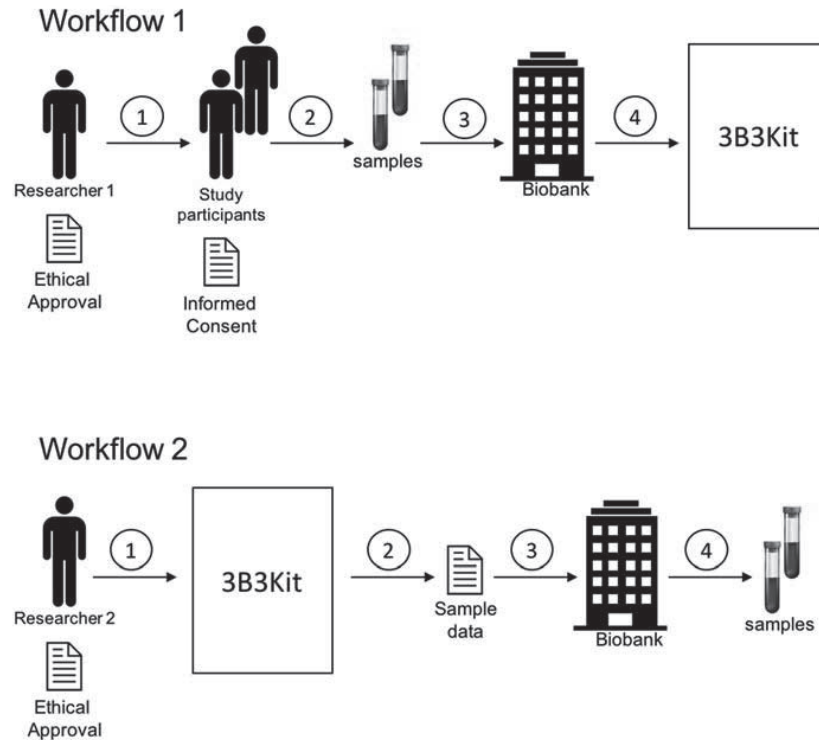 Workflow 1
1
2
3
4
3B3Kit
samples
Researcher 1
Study
participants
Biobank
Ethical
Approval
Informed
Consent
Workflow 2
1
2
3
4
3B3Kit
Researcher 2
Sample
data
Biobank
samples
Ethical
Approval